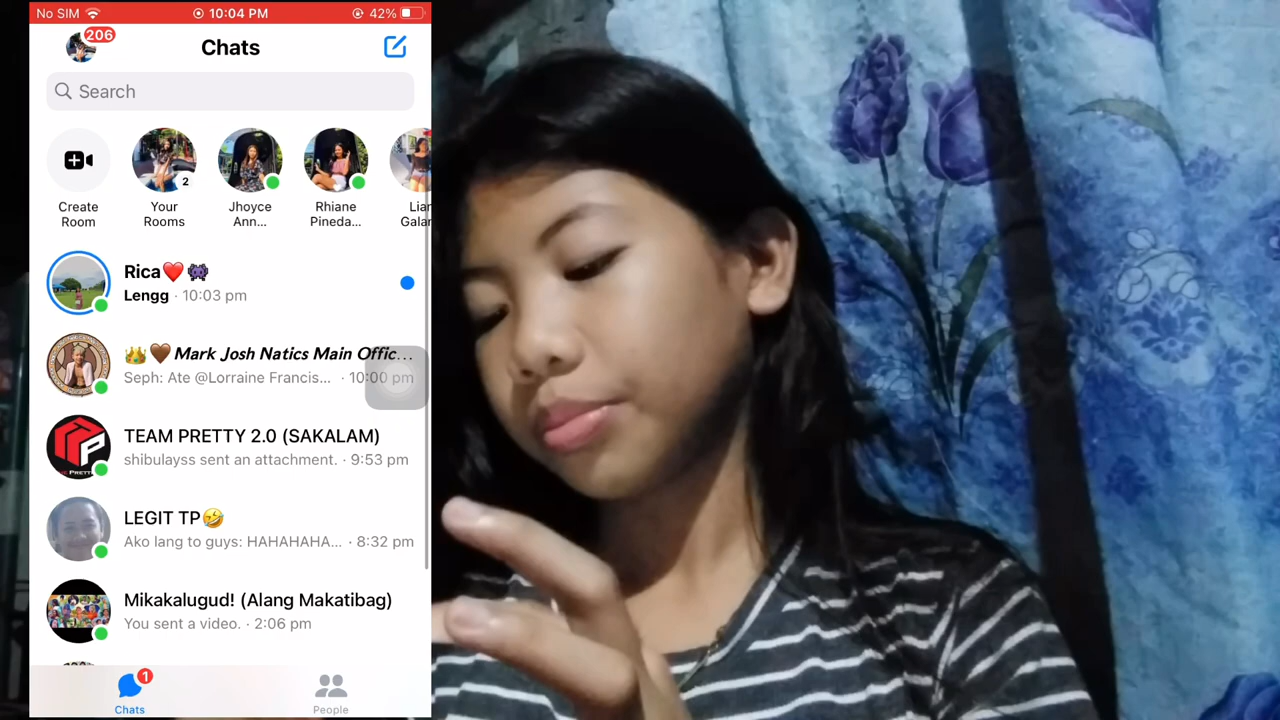 No SIM 10:04 PM 42%
206
Chats
Search
Create Room
2
Your Rooms
Jhoyce Ann...
Rhiane Pineda...
Lian
Galar
Rica❤️👾
Lengg · 10:03 pm
👑🤎Mark Josh Natics Main Offic...
Seph: Ate @Lorraine Francis... · 10:00 pm
TEAM PRETTY 2.0 (SAKALAM)
shibulayss sent an attachment. · 9:53 pm
LEGIT TP🤣
Ako lang to guys: HAHAHAHA... · 8:32 pm
Mikakalugud! (Alang Makatibag)
You sent a video. · 2:06 pm
1
Chats
People